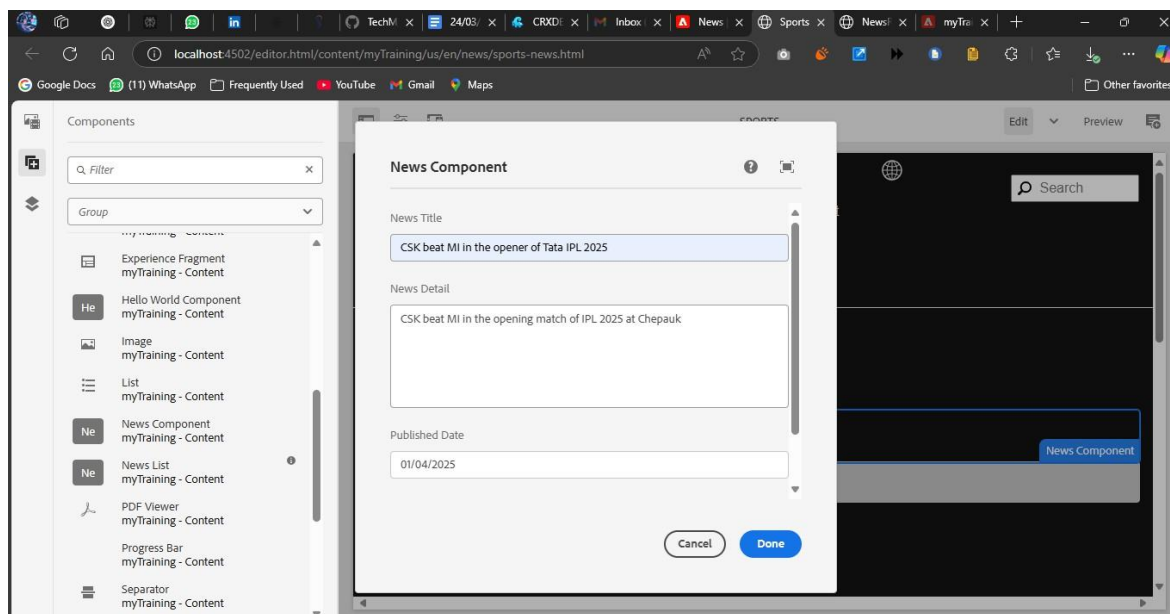 TechM
24/03/
CRXDE
Inbox
News
Sports
News
myTrai
localhost:4502/editor.html/content/myTraining/us/en/news/sports-news.html
Google Docs
(11) WhatsApp
Frequently Used
YouTube
Gmail
Maps
Other favorites
Components
Filter
Group
myTraining - Content
Experience Fragment
myTraining - Content
He
Hello World Component
myTraining - Content
Image
myTraining - Content
List
myTraining - Content
Ne
News Component
myTraining - Content
Ne
News List
myTraining - Content
PDF Viewer
myTraining - Content
Progress Bar
myTraining - Content
Separator
myTraining - Content
SPORTS
Edit
Preview
Search
News Component
News Title
CSK beat MI in the opener of Tata IPL 2025
News Detail
CSK beat MI in the opening match of IPL 2025 at Chepauk
Published Date
01/04/2025
Cancel
Done
News Component